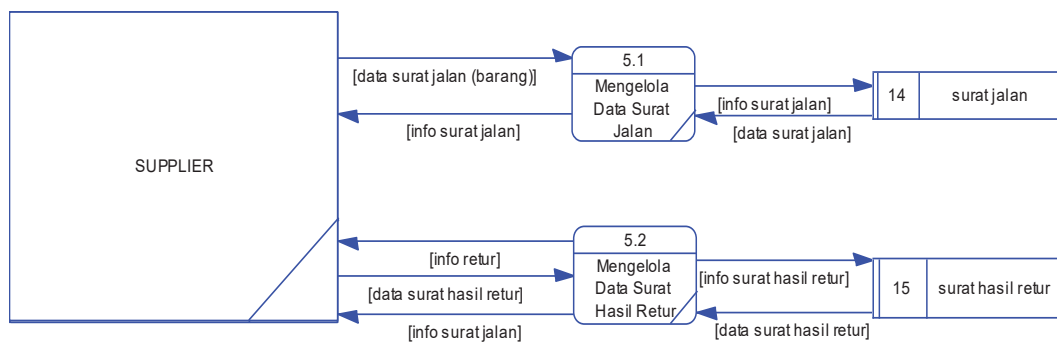 SUPPLIER
[data surat jalan (barang)]
[info surat jalan]
5.1
Mengelola
Data Surat
Jalan
[info surat jalan]
[data surat jalan]
14
surat jalan
[info retur]
[data surat hasil retur]
[info surat jalan]
5.2
Mengelola
Data Surat
Hasil Retur
[info surat hasil retur]
[data surat hasil retur]
15
surat hasil retur